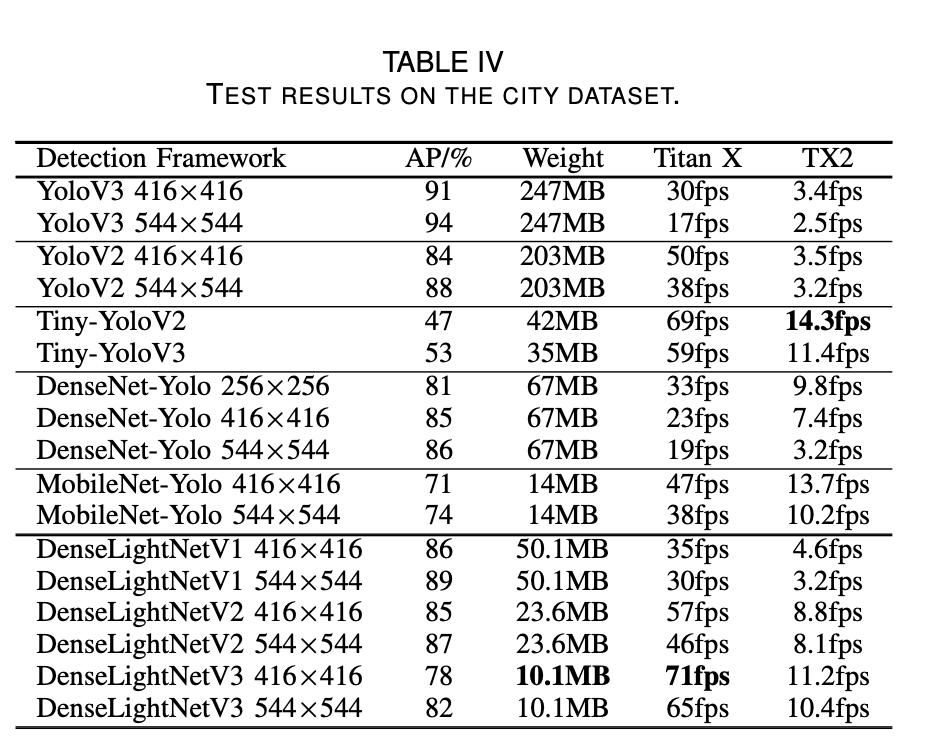 TABLE IV
TEST RESULTS ON THE CITY DATASET.
Detection Framework AP/% Weight Titan X TX2
YoloV3 416×416 91 247MB 30fps 3.4fps
YoloV3 544×544 94 247MB 17fps 2.5fps
YoloV2 416×416 84 203MB 50fps 3.5fps
YoloV2 544×544 88 203MB 38fps 3.2fps
Tiny-YoloV2 47 42MB 69fps 14.3fps
Tiny-YoloV3 53 35MB 59fps 11.4fps
DenseNet-Yolo 256×256 81 67MB 33fps 9.8fps
DenseNet-Yolo 416×416 85 67MB 23fps 7.4fps
DenseNet-Yolo 544×544 86 67MB 19fps 3.2fps
MobileNet-Yolo 416×416 71 14MB 47fps 13.7fps
MobileNet-Yolo 544×544 74 14MB 38fps 10.2fps
DenseLightNetV1 416×416 86 50.1MB 35fps 4.6fps
DenseLightNetV1 544×544 89 50.1MB 30fps 3.2fps
DenseLightNetV2 416×416 85 23.6MB 57fps 8.8fps
DenseLightNetV2 544×544 87 23.6MB 46fps 8.1fps
DenseLightNetV3 416×416 78 10.1MB 71fps 11.2fps
DenseLightNetV3 544×544 82 10.1MB 65fps 10.4fps